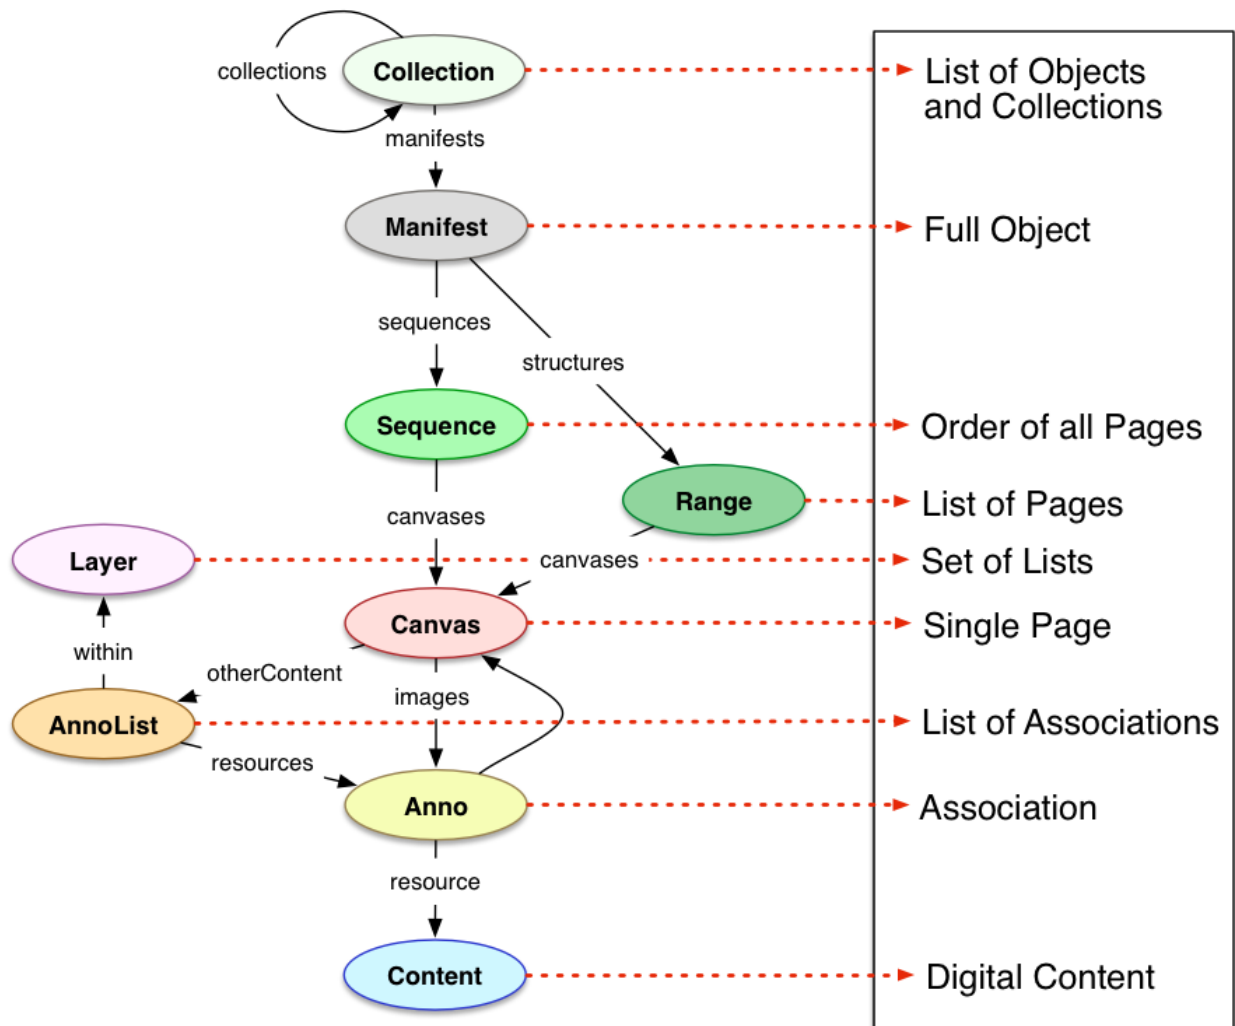 collections
Collection
List of Objects
and Collections
manifests
Manifest
Full Object
sequences
structures
Sequence
Order of all Pages
Range
List of Pages
canvases
Layer
canvases
Set of Lists
Canvas
Single Page
within
otherContent
images
AnnoList
List of Associations
resources
Anno
Association
resource
Content
Digital Content